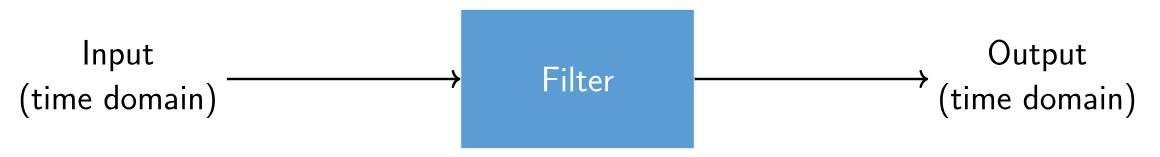 Input
(time domain)
Filter
Output
(time domain)